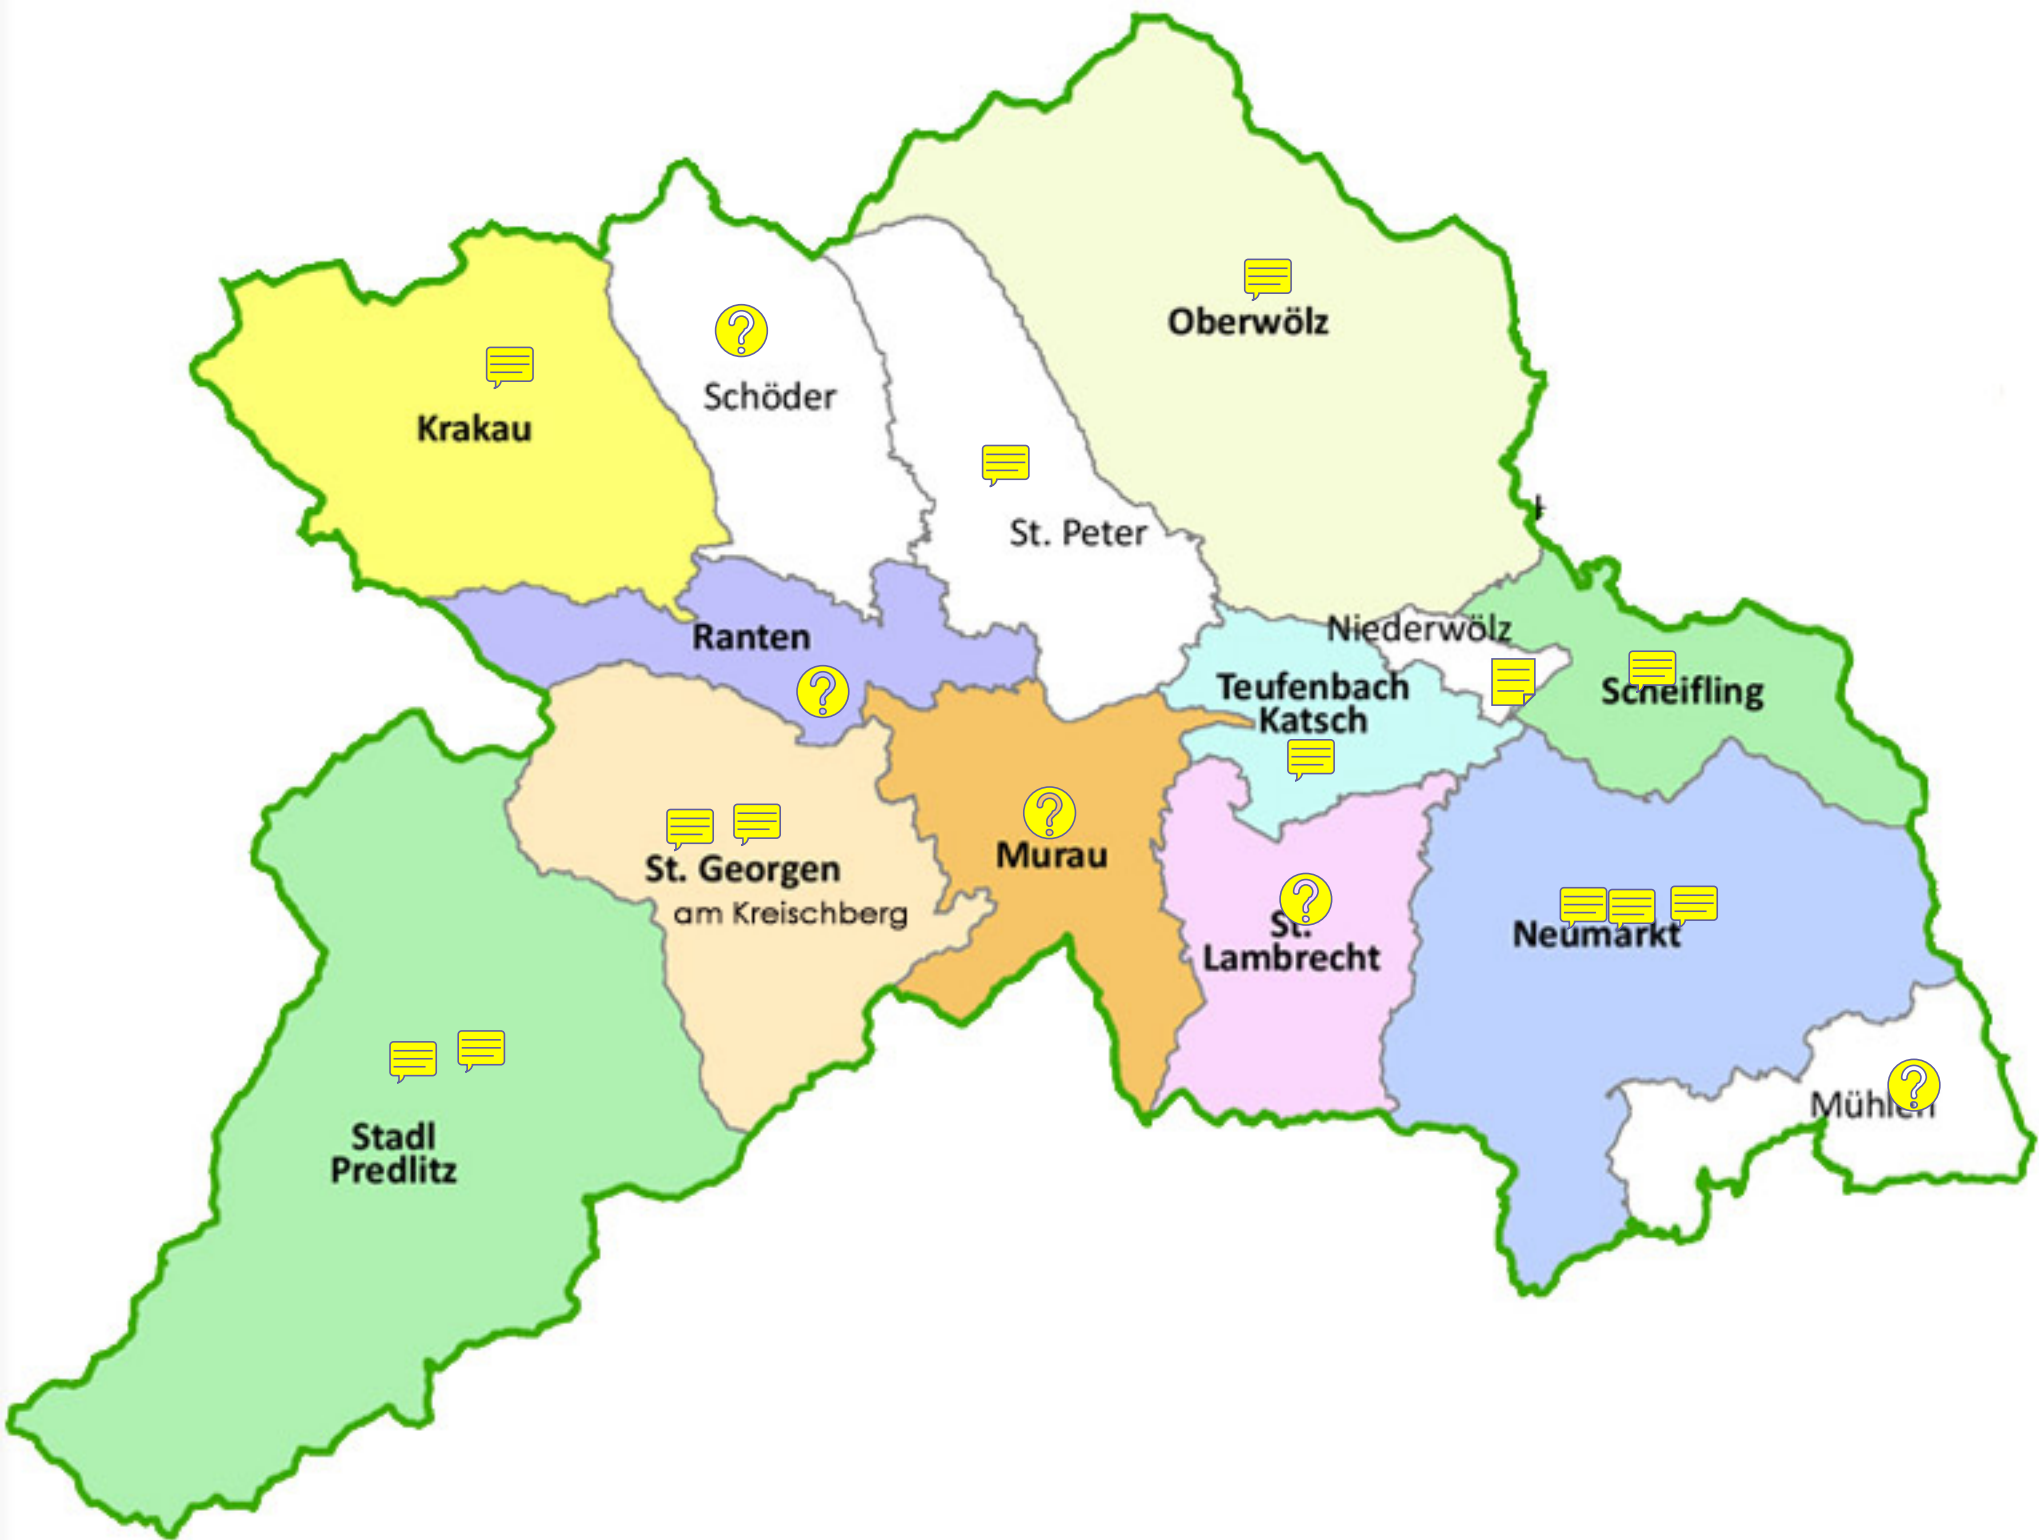 Oberwölz
Schöder
Krakau
St. Peter
Ranten
Niederwölz
Teufenbach
Katsch
Scheifling
St. Georgen
am Kreischberg
Murau
St.
Lambrecht
Neumarkt
Mühlen
Stadl
Predlitz